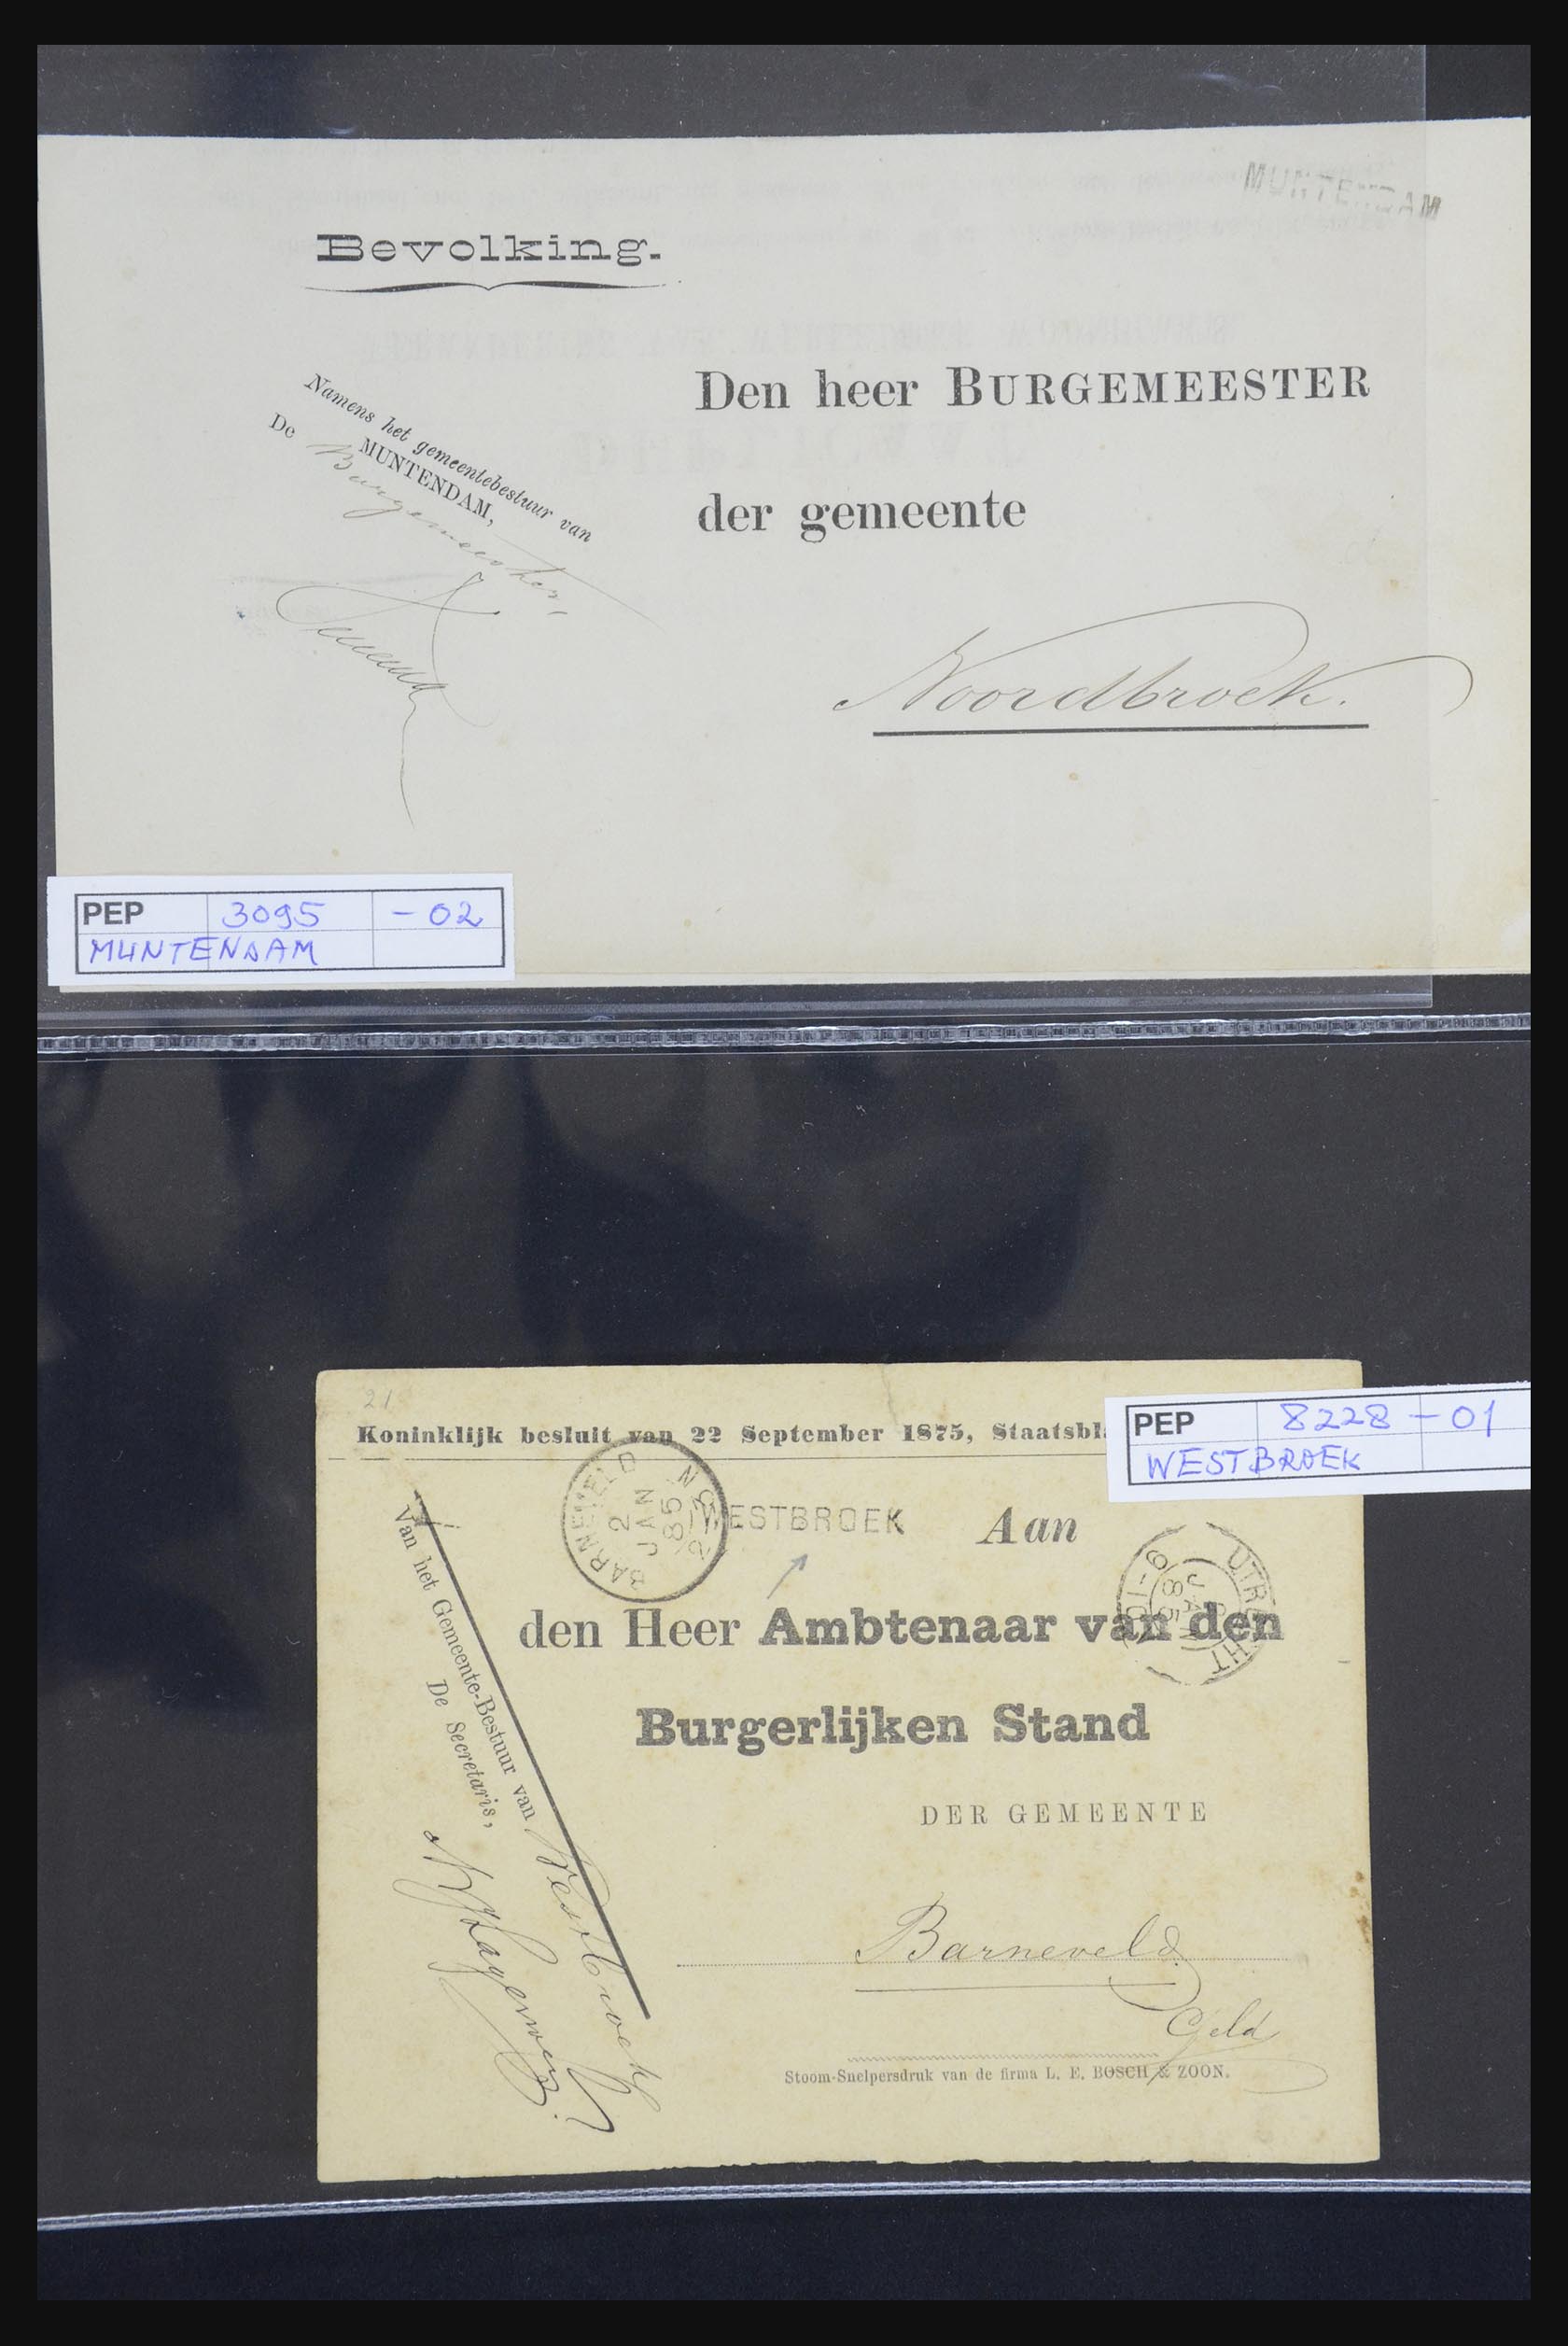 MUNTENDAM
Bevolking.
Den heer BURGEMEESTER
der gemeente
Noordbroek.
Namens het gemeentebestuur van
MUNTENDAM,
De Burgemeester,
PEP 3095 - 02
MUNTENDAM
21
Koninklijk besluit van 22 September 1875, Staatsbl
PEP 8228 - 01
WESTBROEK
BARNEVELD
2 JAN 85
WESTBROEK
Aan
UTRECHT
den Heer Ambtenaar van den
Burgerlijken Stand
DER GEMEENTE
Barneveld
Geld
Stoom-Snelpersdruk van de firma L. E. BOSCH & ZOON.
Van het Gemeente-Bestuur van Westbroek
De Secretaris,